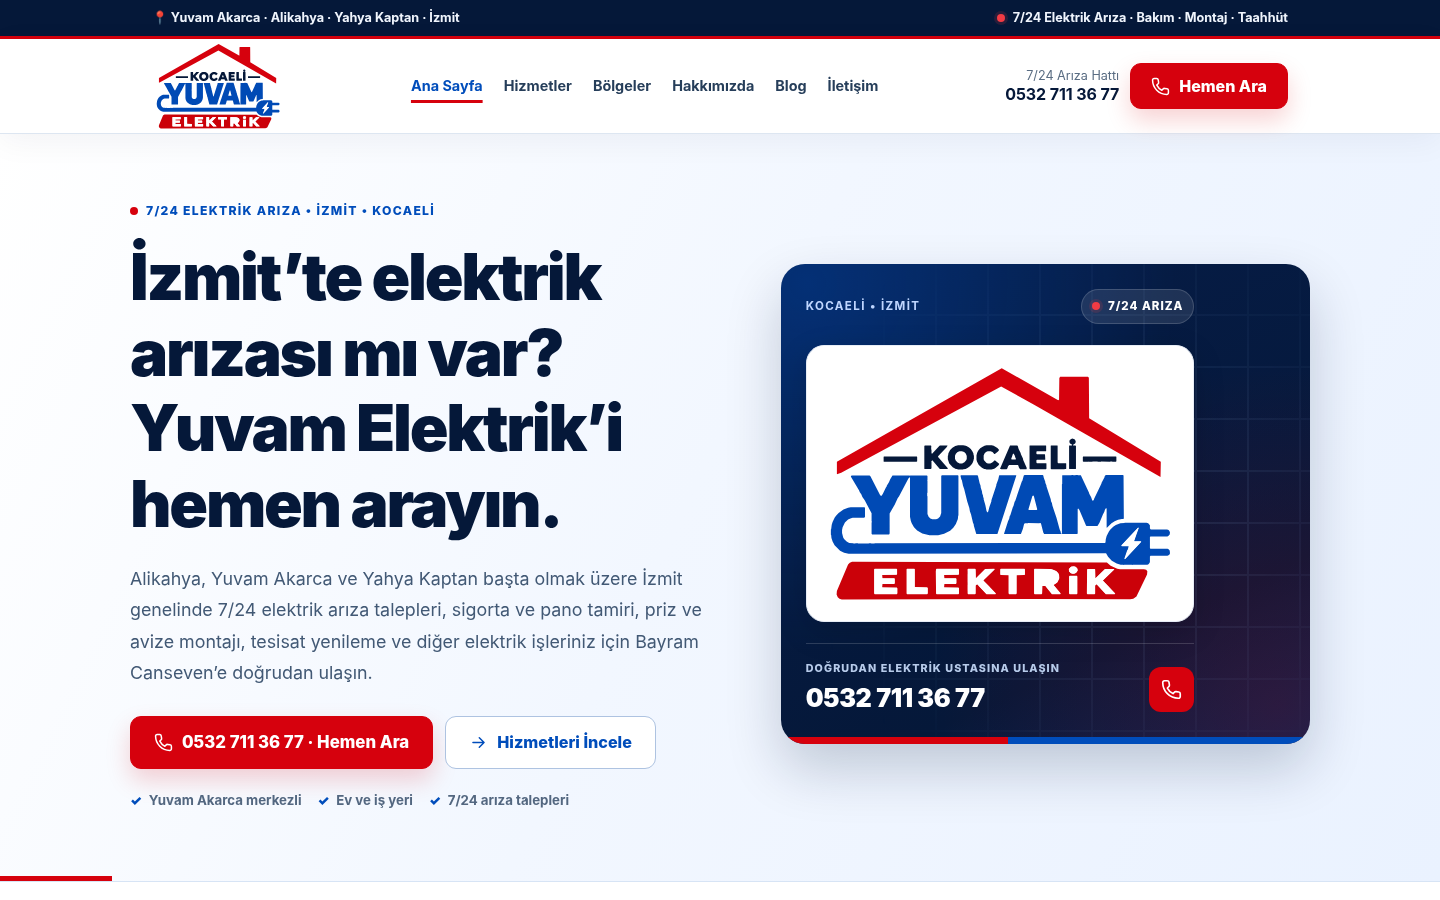 📍 Yuvam Akarca · Alikahya · Yahya Kaptan · İzmit
7/24 Elektrik Arıza · Bakım · Montaj · Taahhüt
KOCAELİ
YUVAM
ELEKTRİK
Ana Sayfa
Hizmetler
Bölgeler
Hakkımızda
Blog
İletişim
7/24 Arıza Hattı
0532 711 36 77
Hemen Ara
7/24 ELEKTRİK ARIZA • İZMİT • KOCAELİ
İzmit’te elektrik
arızası mı var?
Yuvam Elektrik’i
hemen arayın.
Alikahya, Yuvam Akarca ve Yahya Kaptan başta olmak üzere İzmit
genelinde 7/24 elektrik arıza talepleri, sigorta ve pano tamiri, priz ve
avize montajı, tesisat yenileme ve diğer elektrik işleriniz için Bayram
Canseven’e doğrudan ulaşın.
0532 711 36 77 · Hemen Ara
→ Hizmetleri İncele
✓ Yuvam Akarca merkezli
✓ Ev ve iş yeri
✓ 7/24 arıza talepleri
KOCAELİ • İZMİT
7/24 ARIZA
KOCAELİ
YUVAM
ELEKTRİK
DOĞRUDAN ELEKTRİK USTASINA ULAŞIN
0532 711 36 77